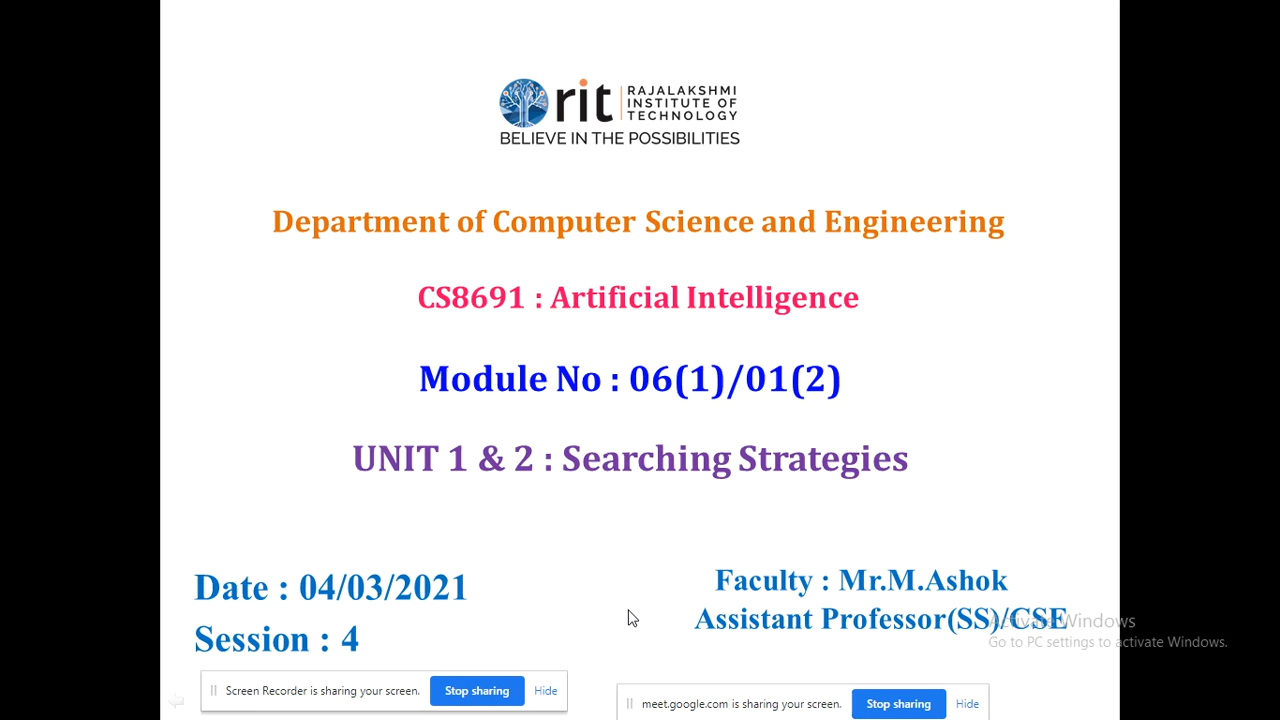 rit
RAJALAKSHMI
INSTITUTE OF
TECHNOLOGY
BELIEVE IN THE POSSIBILITIES
Department of Computer Science and Engineering
CS8691 : Artificial Intelligence
Module No : 06(1)/01(2)
UNIT 1 & 2 : Searching Strategies
Date : 04/03/2021
Session : 4
Faculty : Mr.M.Ashok
Assistant Professor(SS)/CSE
Activate Windows
Go to PC settings to activate Windows.
Screen Recorder is sharing your screen. Stop sharing Hide
meet.google.com is sharing your screen. Stop sharing Hide